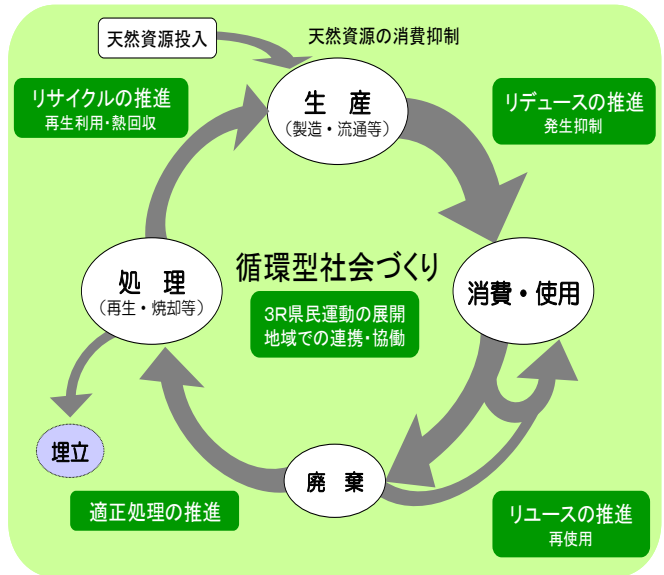 天然資源投入
天然資源の消費抑制
リサイクルの推進
再生利用・熱回収
生 産
（製造・流通等）
リデュースの推進
発生抑制
処 理
（再生・焼却等）
循環型社会づくり
3R県民運動の展開
地域での連携・協働
消費・使用
埋立
廃 棄
適正処理の推進
リユースの推進
再使用